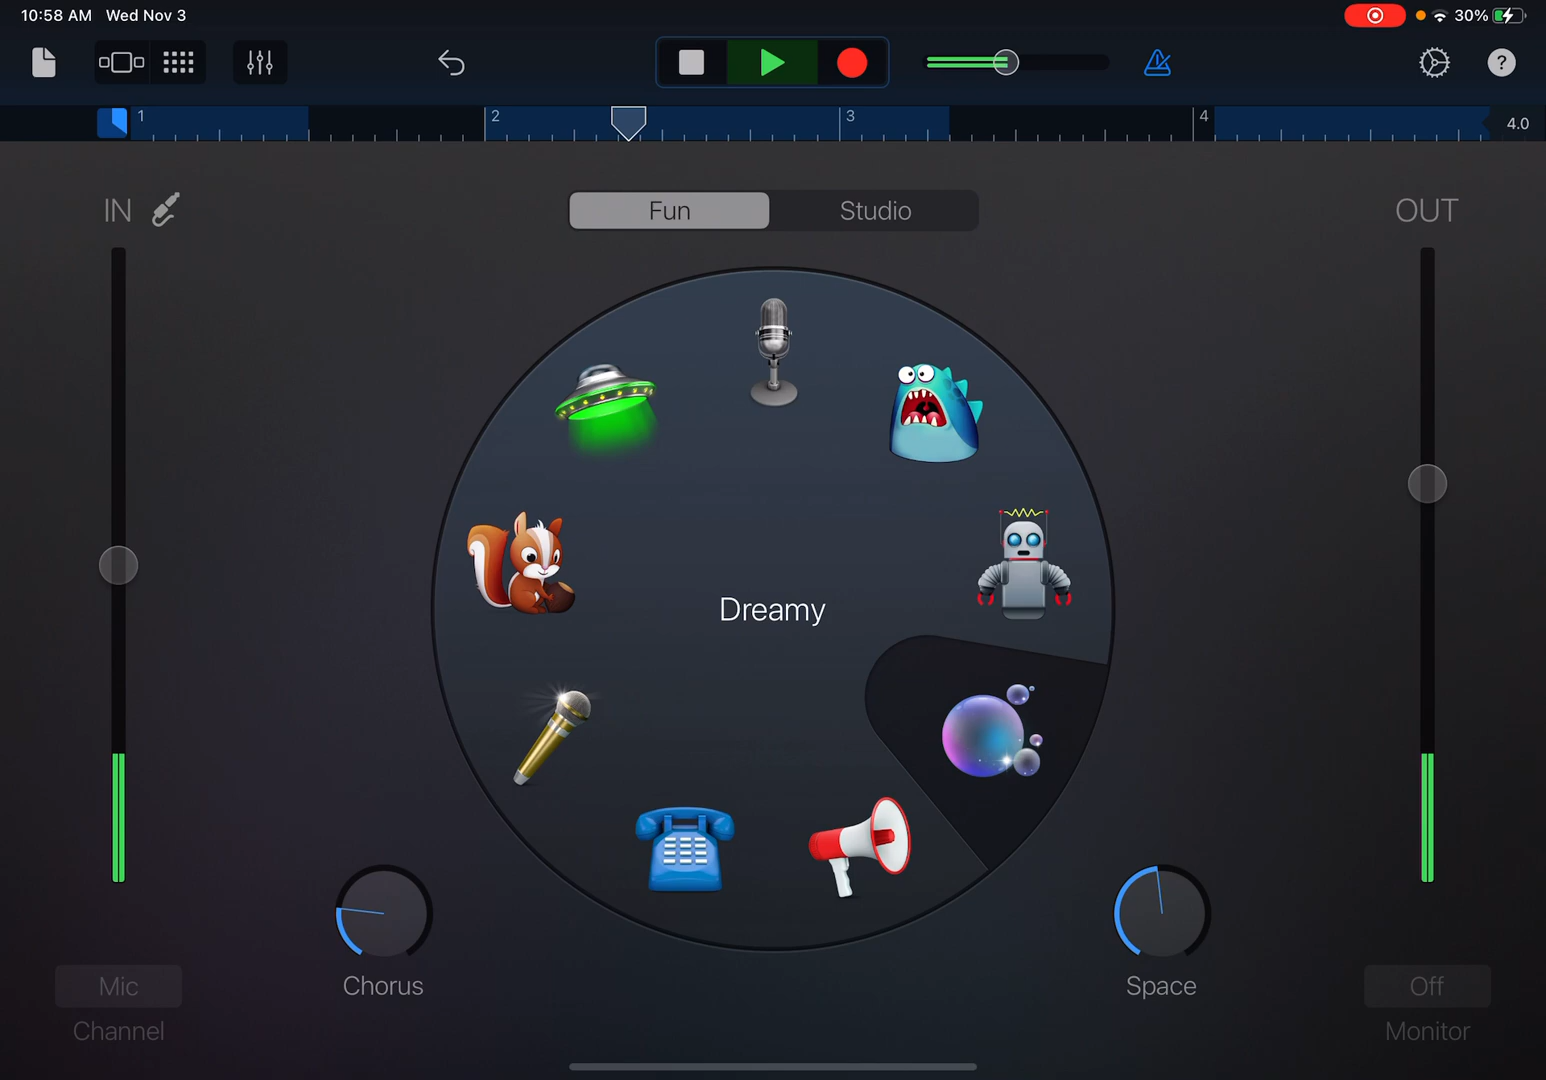 10:58 AM Wed Nov 3
30%
?
1 2 3 4 4.0
IN
Fun Studio
OUT
Dreamy
Chorus
Space
Mic
Channel
Off
Monitor